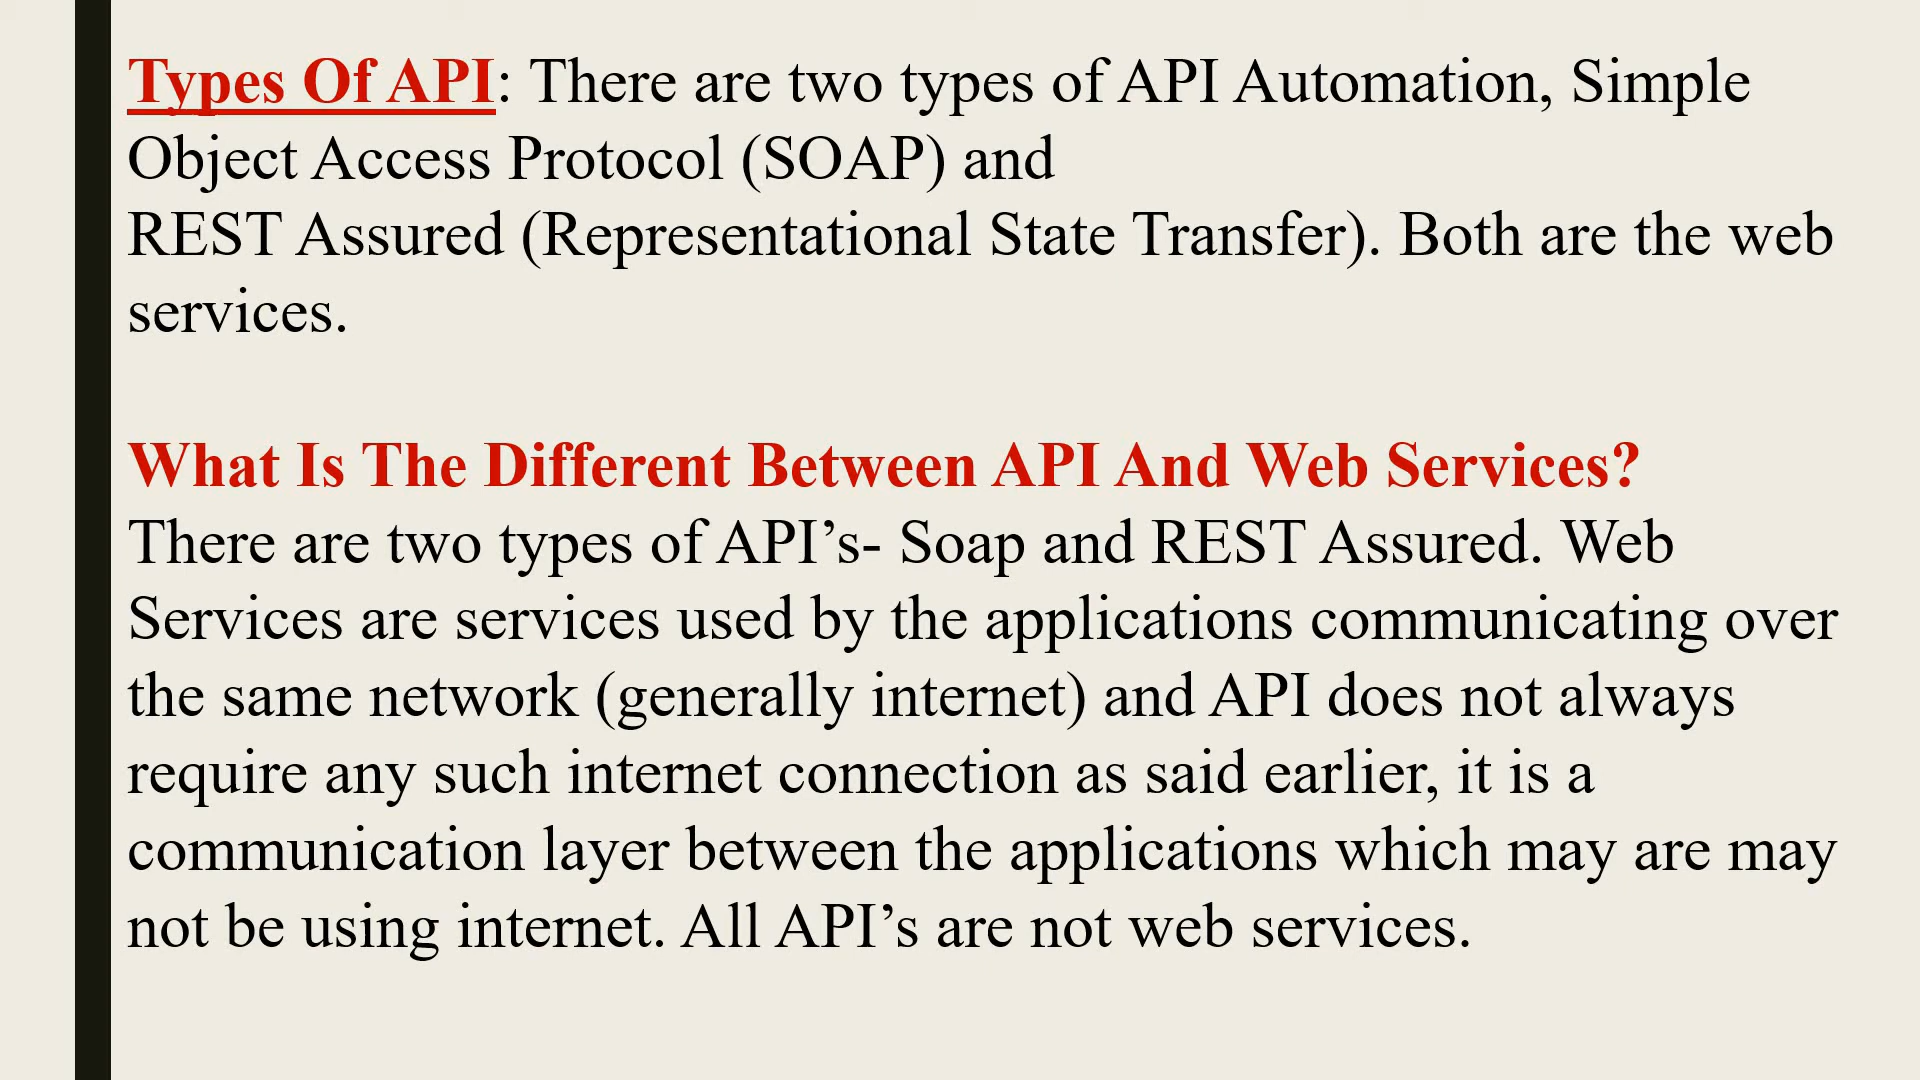 Types Of API: There are two types of API Automation, Simple
Object Access Protocol (SOAP) and
REST Assured (Representational State Transfer). Both are the web
services.
What Is The Different Between API And Web Services?
There are two types of API’s- Soap and REST Assured. Web
Services are services used by the applications communicating over
the same network (generally internet) and API does not always
require any such internet connection as said earlier, it is a
communication layer between the applications which may are may
not be using internet. All API’s are not web services.